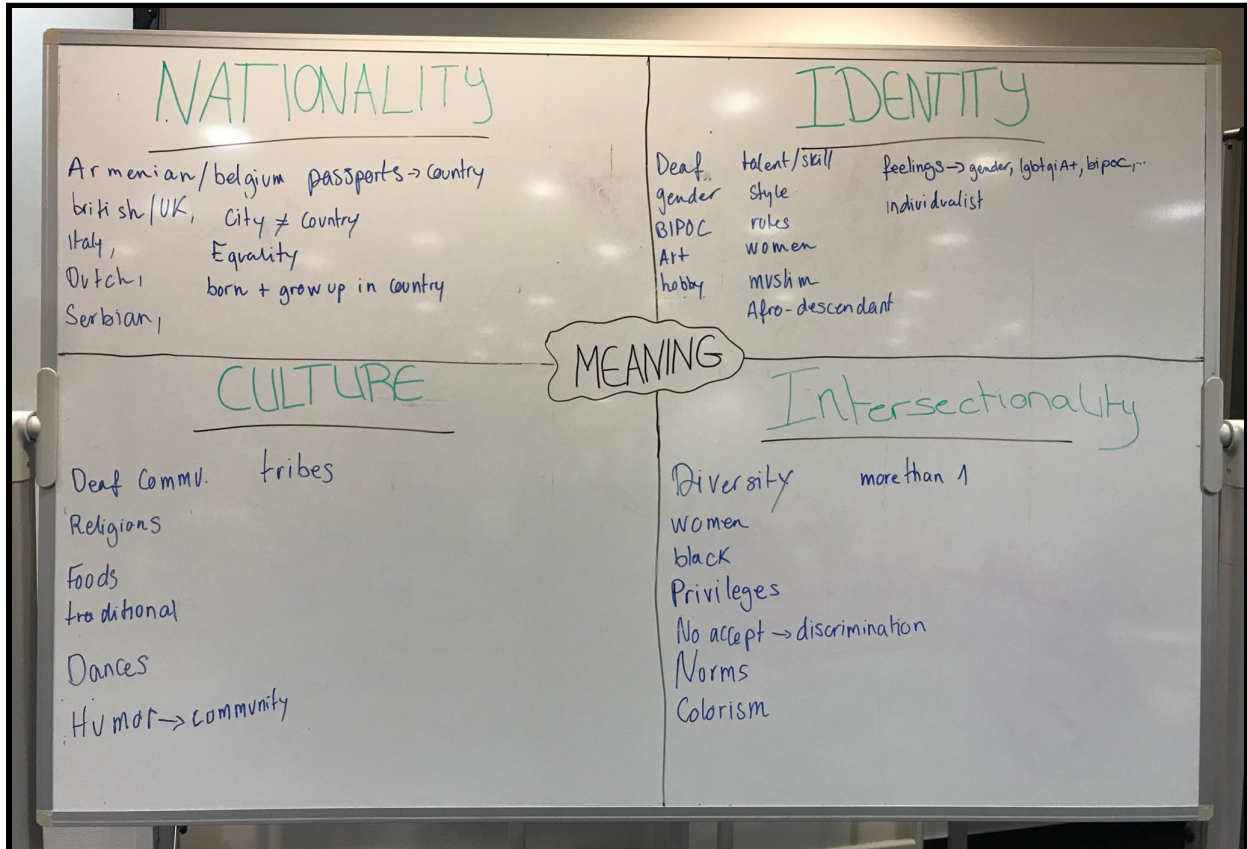 NATIONALITY
Armenian/belgium passports → country
british/UK, City ≠ Country
Italy, Equality
Dutch, born + grow up in country
Serbian,
IDENTITY
Deaf talent/skill feelings → gender, lgbtqiA+, bipoc,...
gender style individualist
BIPOC rules
Art women
hobby muslim
Afro-descendant
MEANING
CULTURE
Deaf Commu. tribes
Religions
Foods
traditional
Dances
Humor → community
Intersectionality
Diversity more than 1
women
black
Privileges
No accept → discrimination
Norms
Colorism